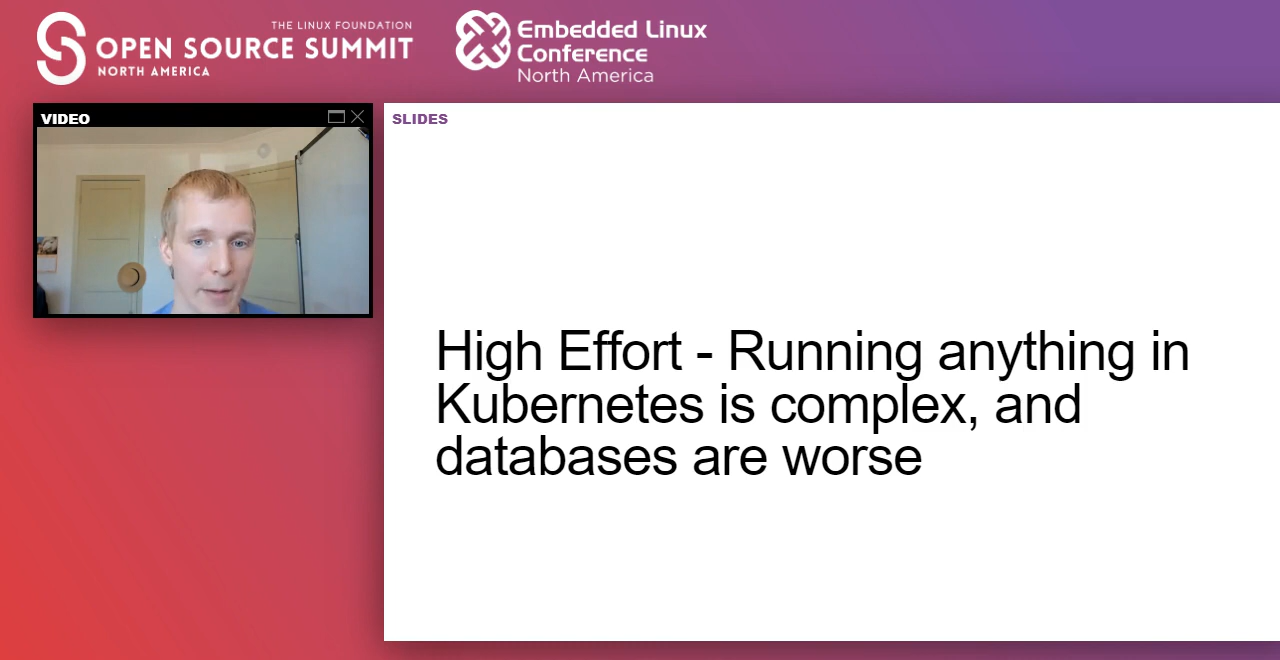 THE LINUX FOUNDATION
OPEN SOURCE SUMMIT
NORTH AMERICA
Embedded Linux
Conference
North America
VIDEO
SLIDES
High Effort - Running anything in
Kubernetes is complex, and
databases are worse